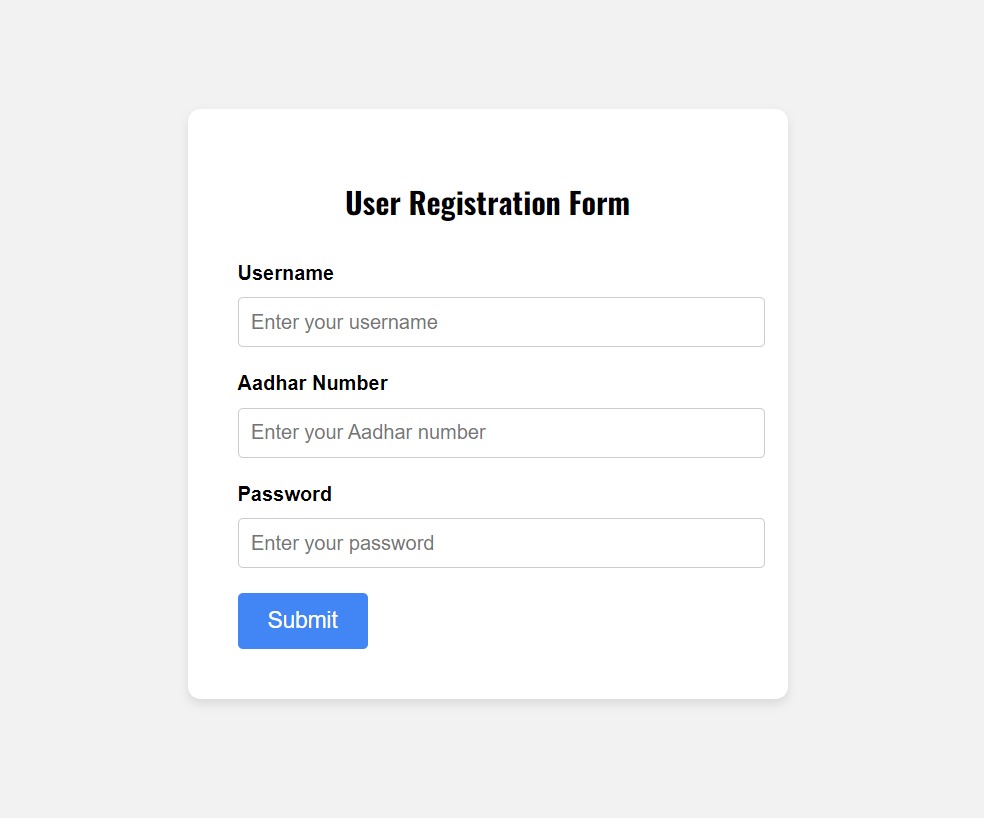 User Registration Form
Username
Enter your username
Aadhar Number
Enter your Aadhar number
Password
Enter your password
Submit